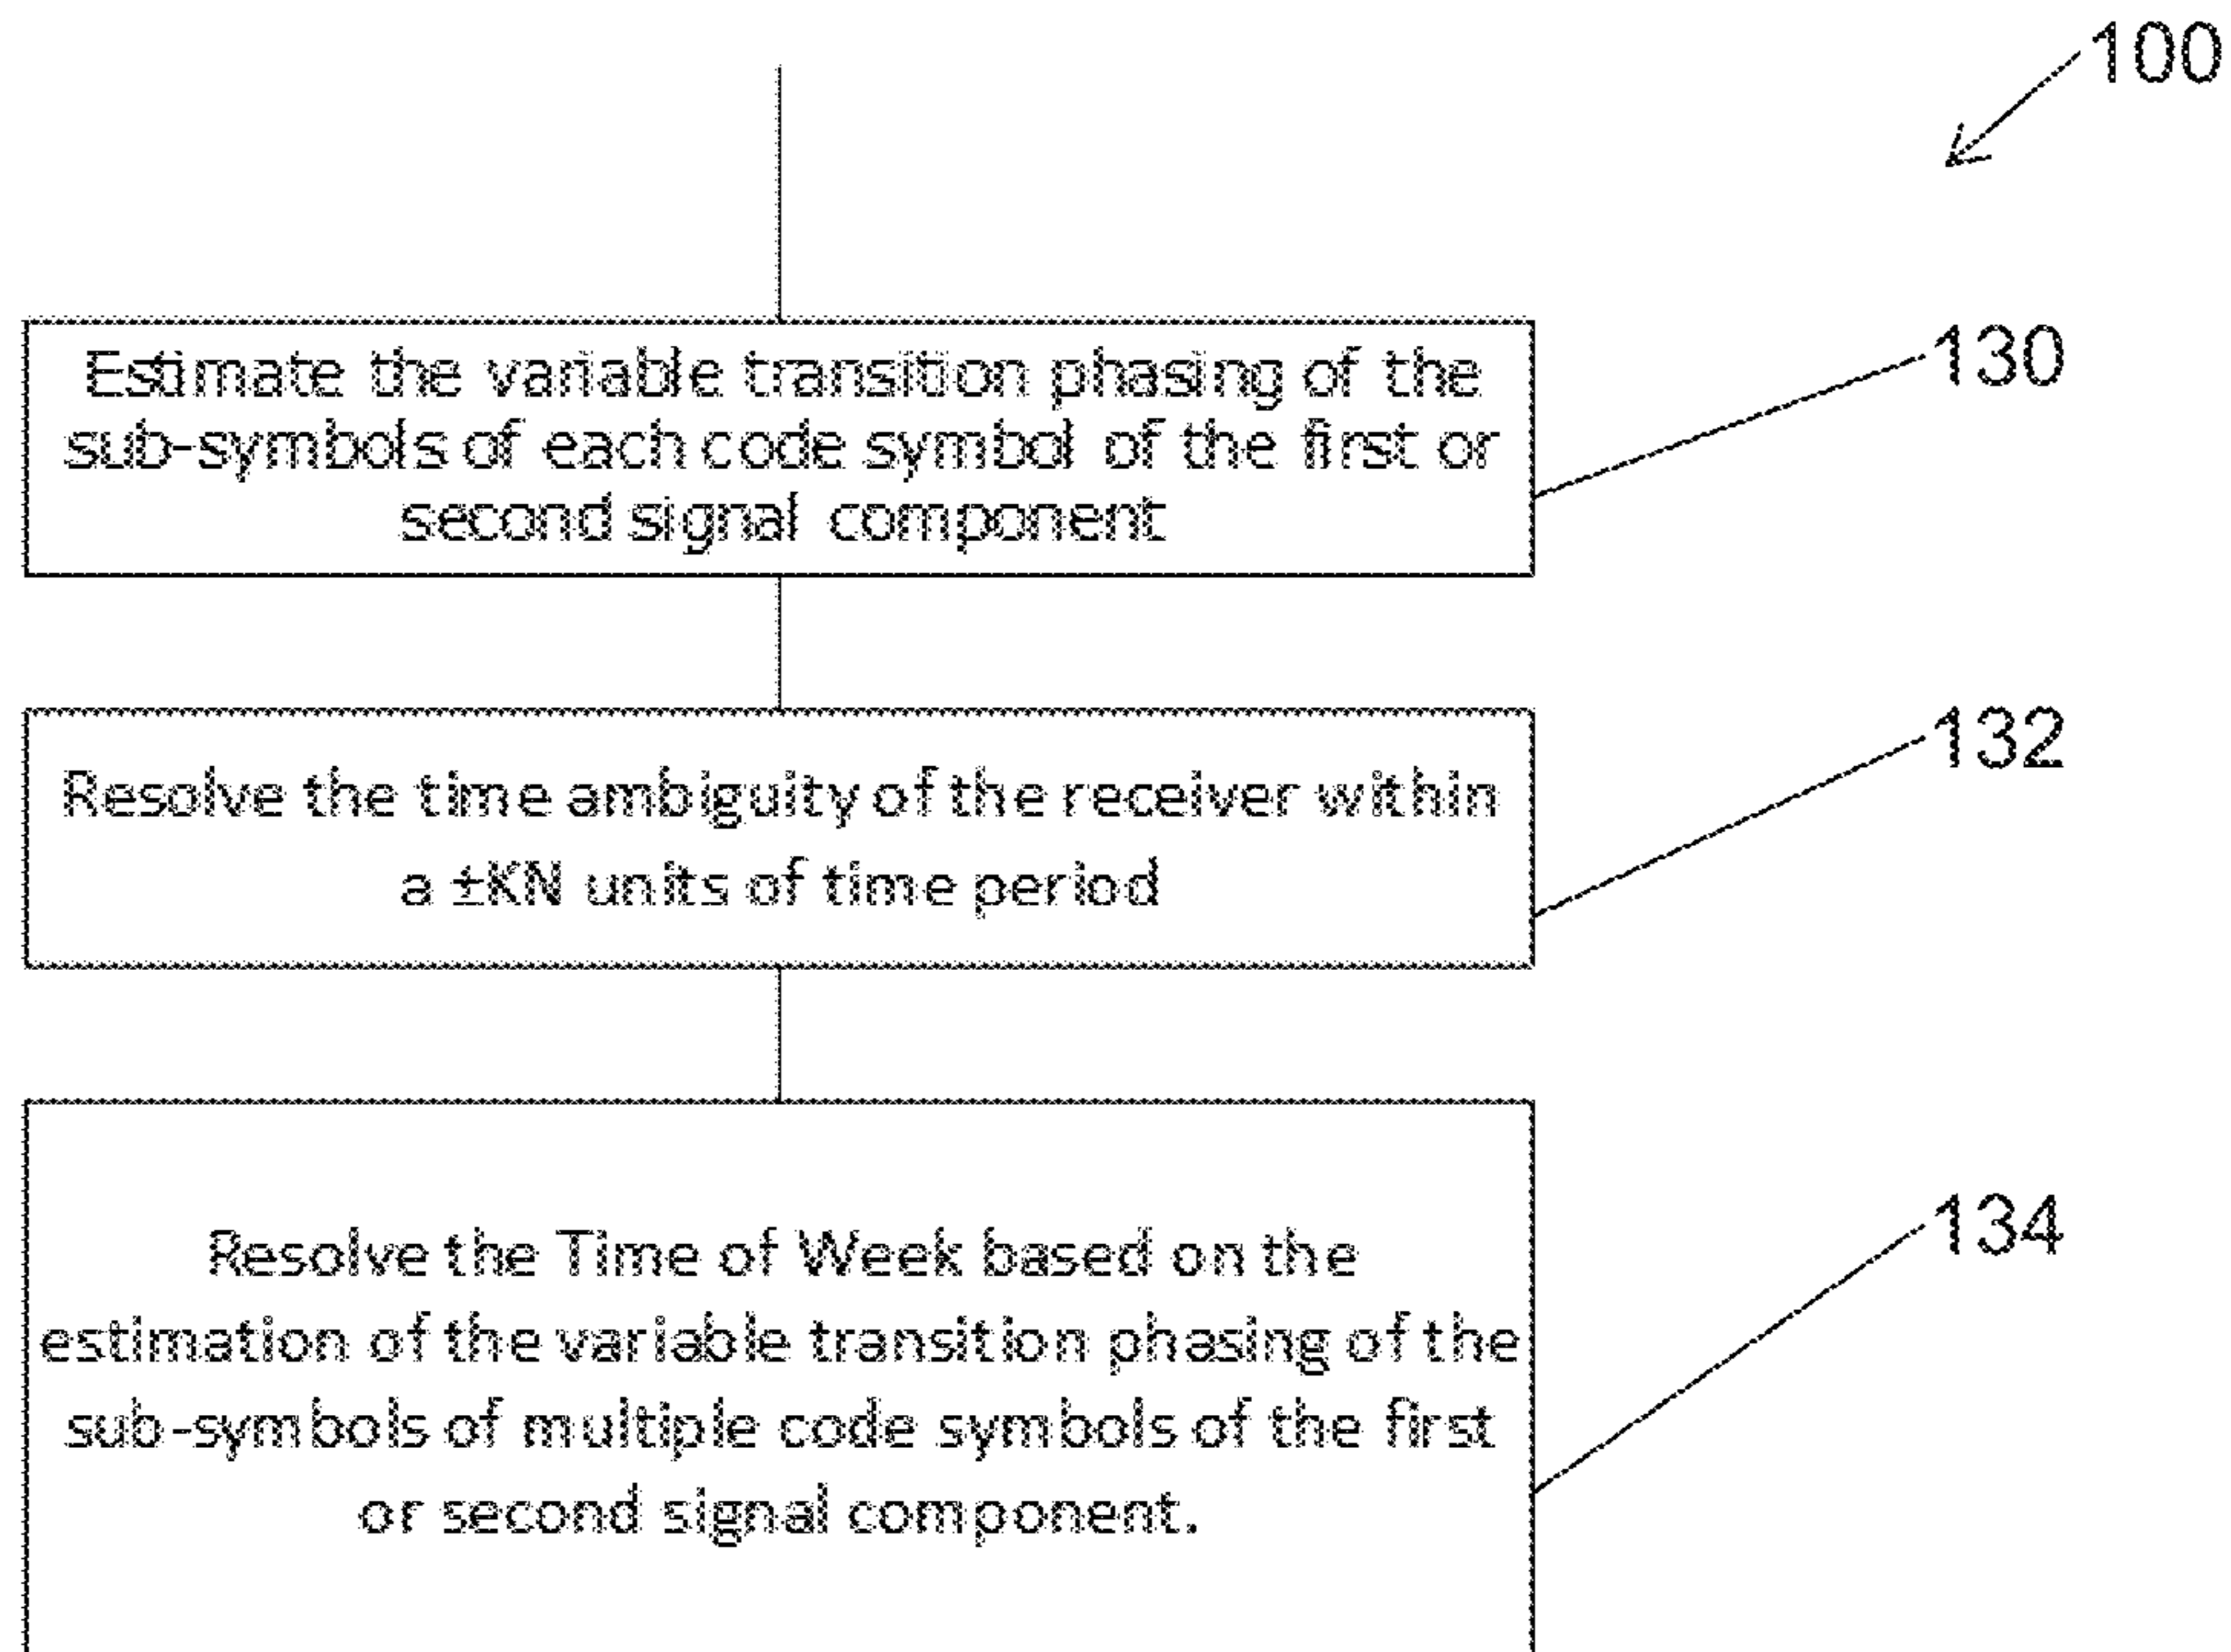 100
Estimate the variable transition phasing of the
sub-symbols of each code symbol of the first or
second signal component
130
Resolve the time ambiguity of the receiver within
a ±KN units of time period
132
Resolve the Time of Week based on the
estimation of the variable transition phasing of the
sub-symbols of multiple code symbols of the first
or second signal component.
134